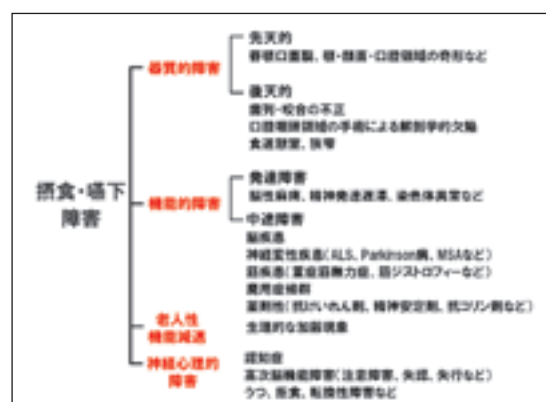 摂食・嚥下
障害
器質的障害
先天的
唇顎口蓋裂、顎・顔面・口腔領域の奇形など
後天的
歯列・咬合の不正
口腔咽頭領域の手術による解剖学的欠陥
食道憩室、狭窄
機能的障害
発達障害
脳性麻痺、精神発達遅滞、染色体異常など
中途障害
脳疾患
神経変性疾患(ALS、Parkinson病、MSAなど)
筋疾患(重症筋無力症、筋ジストロフィーなど)
廃用症候群
薬剤性(抗けいれん剤、精神安定剤、抗コリン剤など)
老人性
機能減退
生理的な加齢現象
神経心理的
障害
認知症
高次脳機能障害(注意障害、失認、失行など)
うつ、拒食、転換性障害など